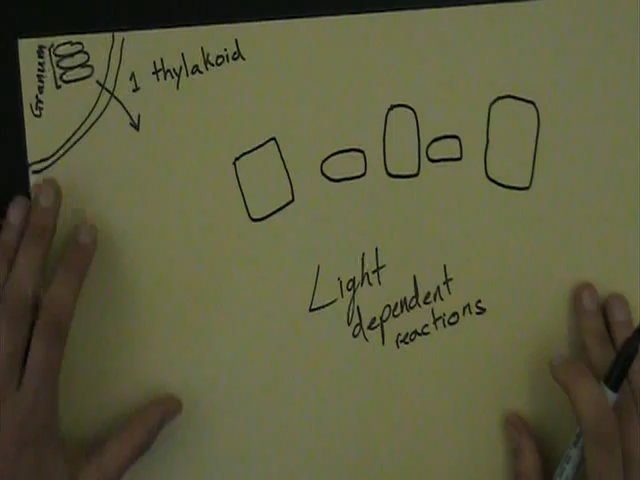 Granum
1 thylakoid
Light
dependent
reactions